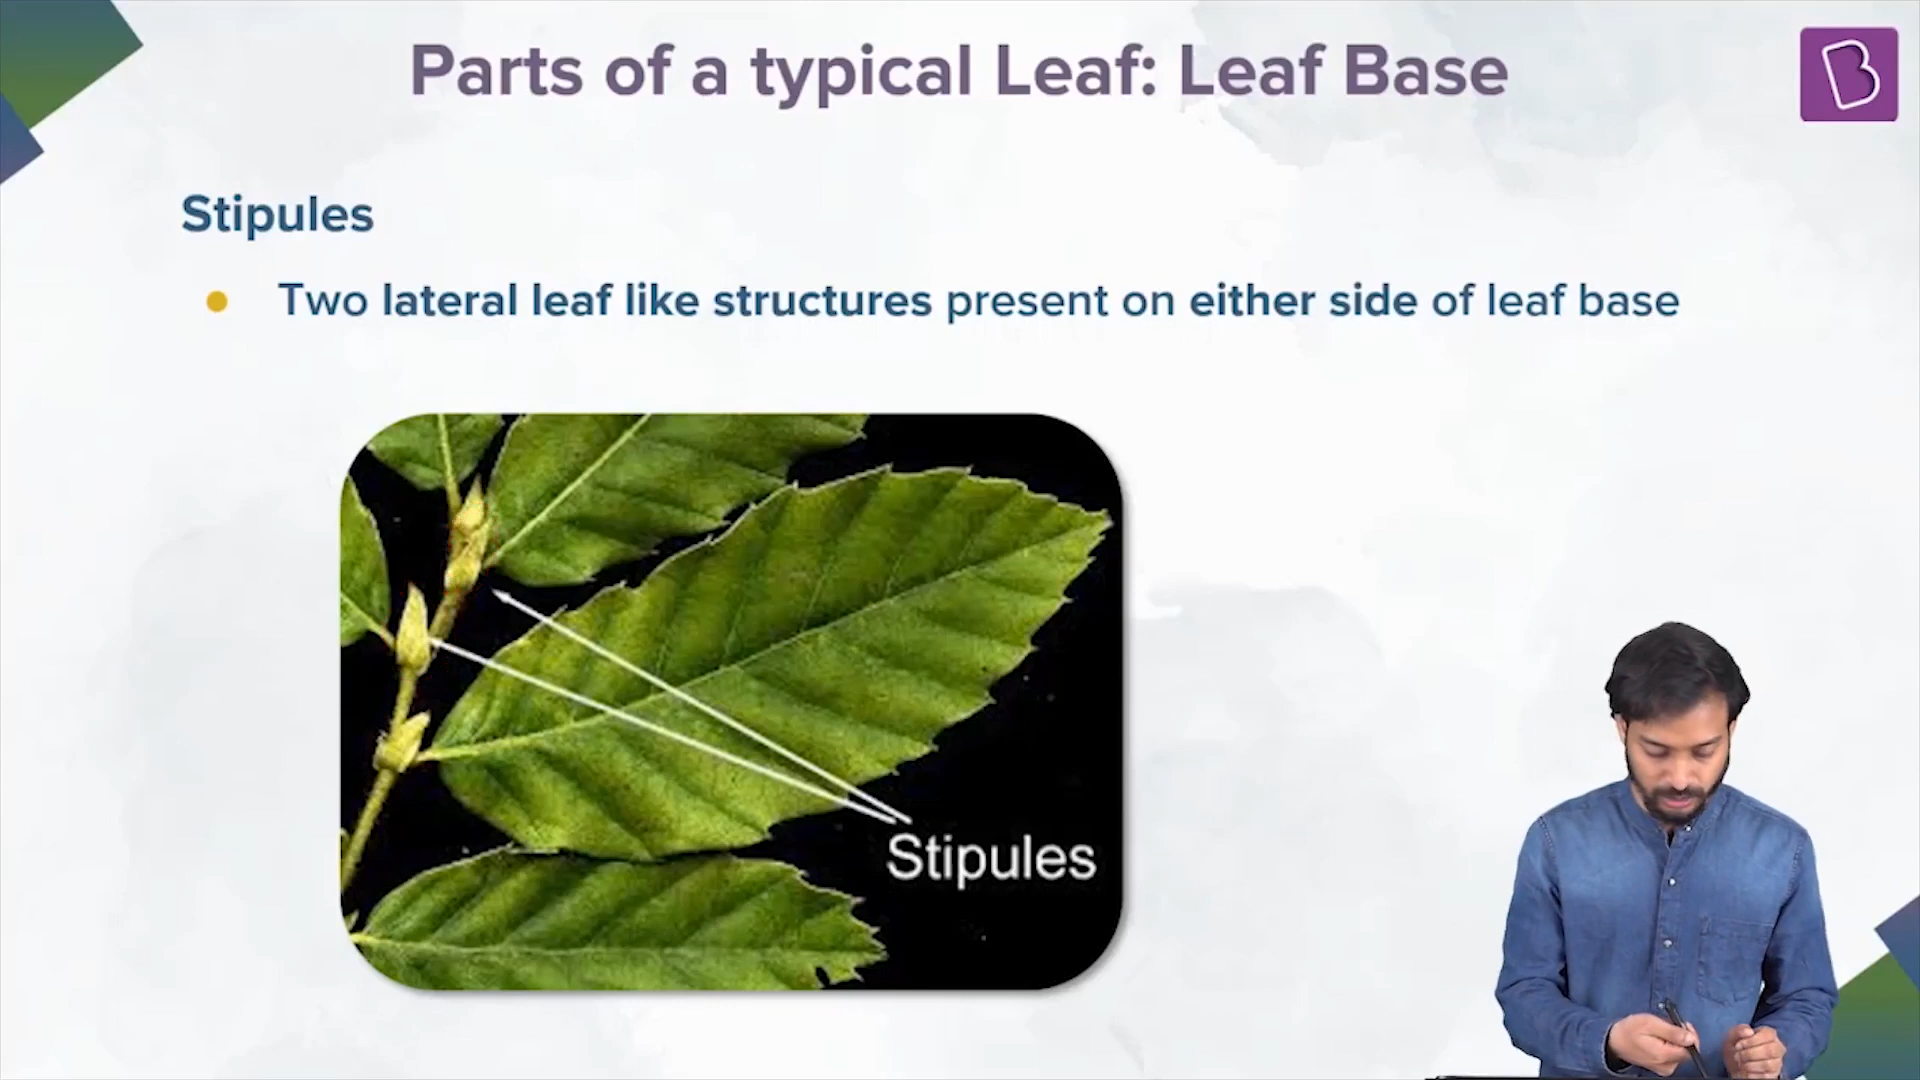 Parts of a typical Leaf: Leaf Base
B
Stipules
Two lateral leaf like structures present on either side of leaf base
Stipules